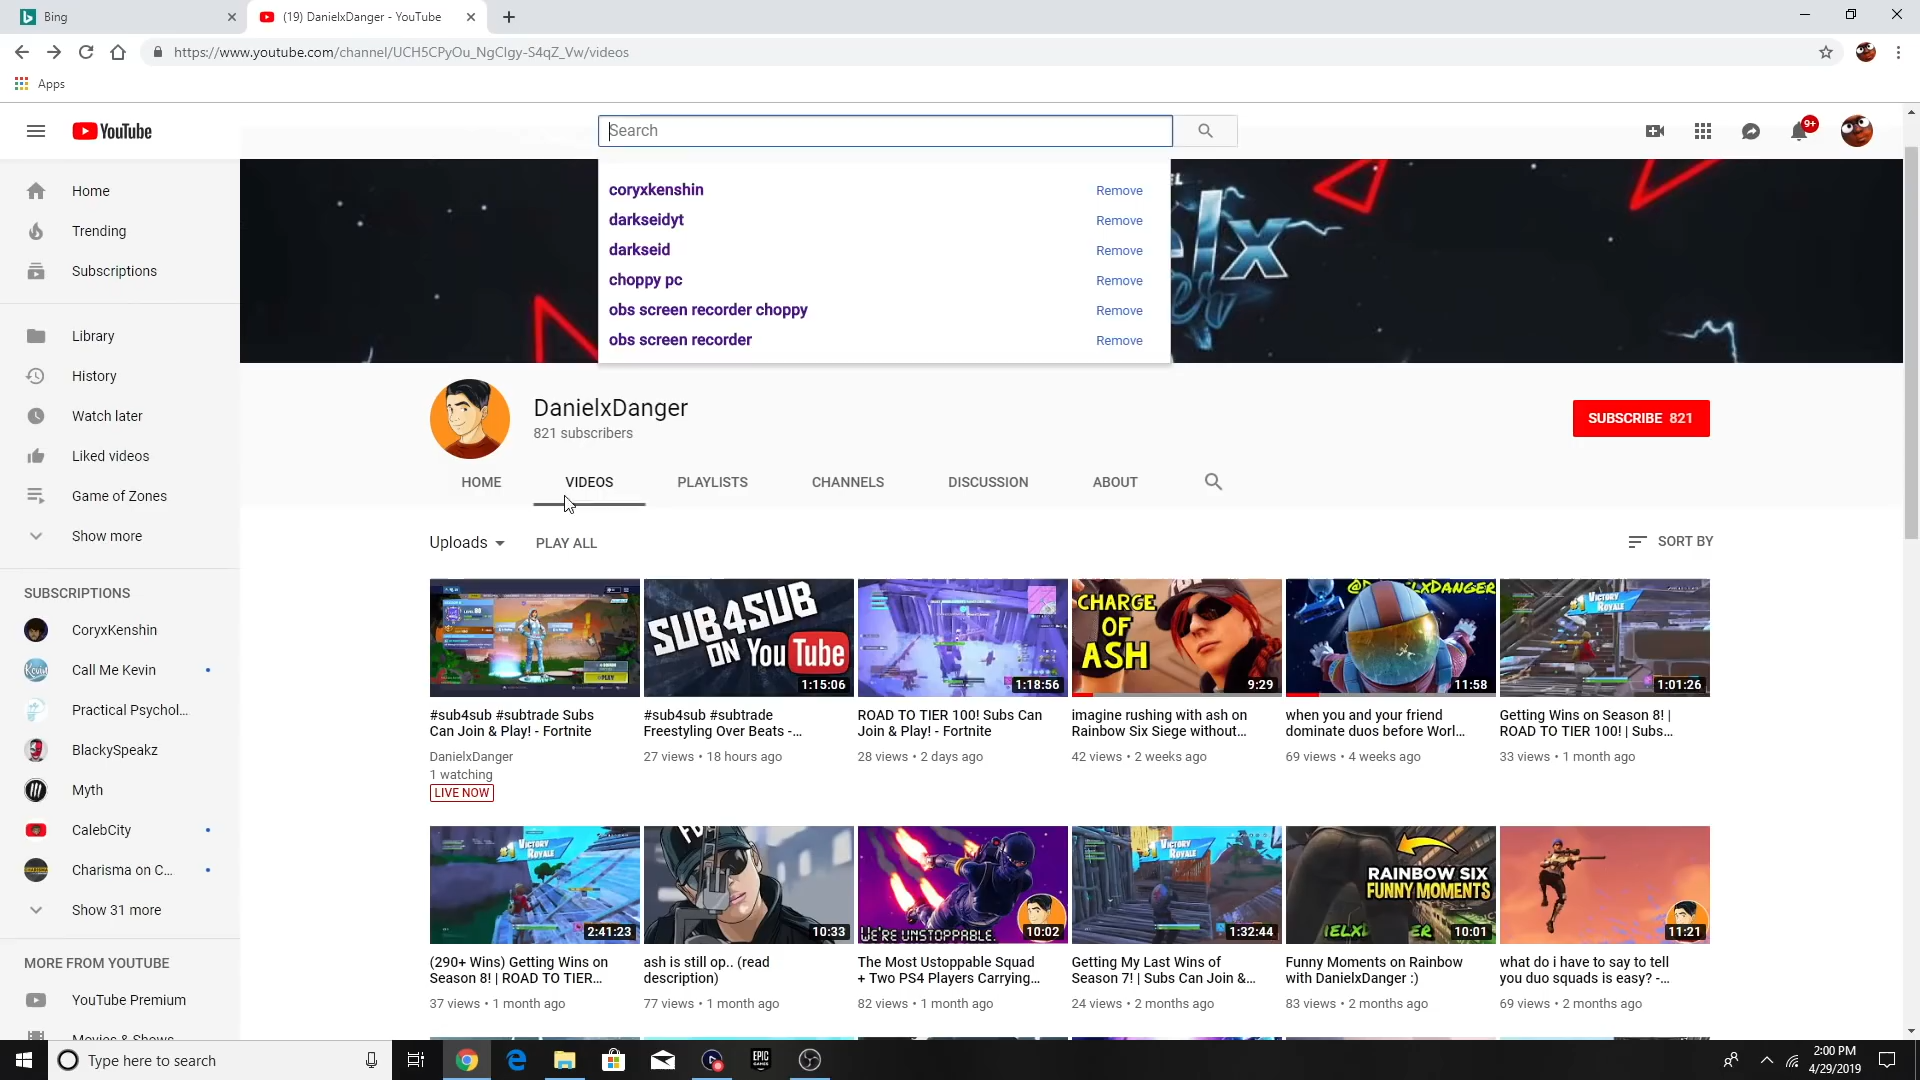 Bing
(19) DanielxDanger - YouTube
https://www.youtube.com/channel/UCH5CPyOu_NgClgy-S4qZ_Vw/videos
Apps
YouTube
Search
9+
coryxkenshin Remove
darkseidyt Remove
darkseid Remove
choppy pc Remove
obs screen recorder choppy Remove
obs screen recorder Remove
Home
Trending
Subscriptions
Library
History
Watch later
Liked videos
Game of Zones
Show more
SUBSCRIPTIONS
CoryxKenshin
Call Me Kevin
Practical Psychol...
BlackySpeakz
Myth
CalebCity
Charisma on C...
Show 31 more
MORE FROM YOUTUBE
YouTube Premium
Movies & Shows
DanielxDanger
821 subscribers
SUBSCRIBE 821
HOME VIDEOS PLAYLISTS CHANNELS DISCUSSION ABOUT
Uploads PLAY ALL SORT BY
#sub4sub #subtrade Subs
Can Join & Play! - Fortnite
DanielxDanger
1 watching
LIVE NOW
SUB4SUB
ON YouTube
1:15:06
#sub4sub #subtrade
Freestyling Over Beats -...
27 views • 18 hours ago
1:18:56
ROAD TO TIER 100! Subs Can
Join & Play! - Fortnite
28 views • 2 days ago
CHARGE
OF
ASH
9:29
imagine rushing with ash on
Rainbow Six Siege without...
42 views • 2 weeks ago
@DANIELXDANGER
11:58
when you and your friend
dominate duos before Worl...
69 views • 4 weeks ago
#1 VICTORY ROYALE
1:01:26
Getting Wins on Season 8! |
ROAD TO TIER 100! | Subs...
33 views • 1 month ago
#1 VICTORY ROYALE
2:41:23
(290+ Wins) Getting Wins on
Season 8! | ROAD TO TIER...
37 views • 1 month ago
10:33
ash is still op.. (read
description)
77 views • 1 month ago
WE'RE UNSTOPPABLE.
10:02
The Most Ustoppable Squad
+ Two PS4 Players Carrying...
82 views • 1 month ago
#1 VICTORY ROYALE
1:32:44
Getting My Last Wins of
Season 7! | Subs Can Join &...
24 views • 2 months ago
RAINBOW SIX
FUNNY MOMENTS
10:01
Funny Moments on Rainbow
with DanielxDanger :)
83 views • 2 months ago
11:21
what do i have to say to tell
you duo squads is easy? -...
69 views • 2 months ago
Type here to search
EPIC
GAMES
2:00 PM
4/29/2019